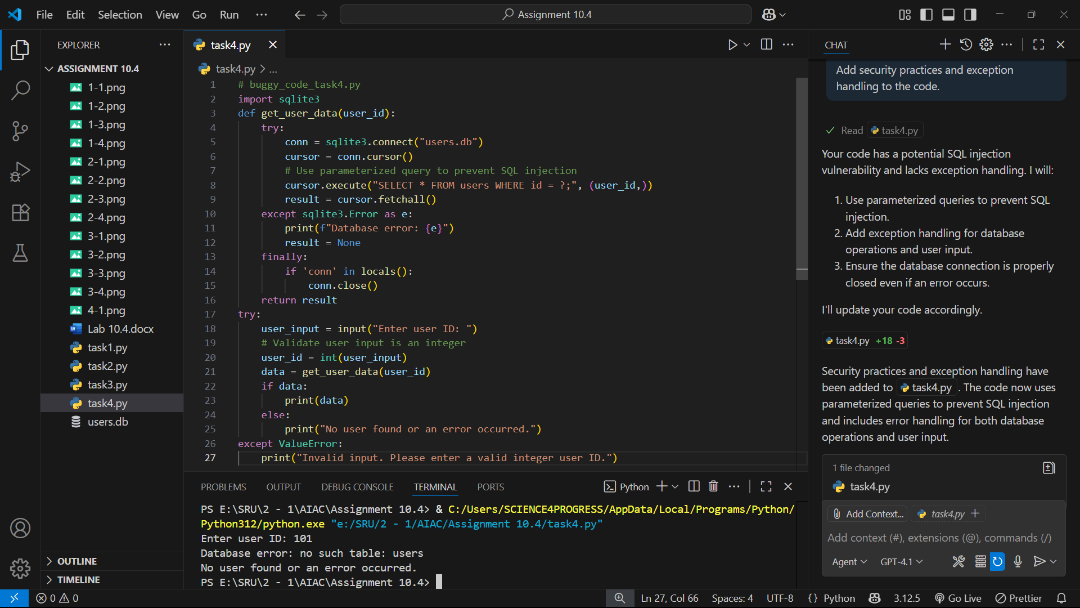 File Edit Selection View Go Run ··· Assignment 10.4
EXPLORER ···
ASSIGNMENT 10.4
1-1.png
1-2.png
1-3.png
1-4.png
2-1.png
2-2.png
2-3.png
2-4.png
3-1.png
3-2.png
3-3.png
3-4.png
4-1.png
Lab 10.4.docx
task1.py
task2.py
task3.py
task4.py
users.db
OUTLINE
TIMELINE
task4.py
task4.py > ...
1 # buggy_code_task4.py
2 import sqlite3
3 def get_user_data(user_id):
4 try:
5 conn = sqlite3.connect("users.db")
6 cursor = conn.cursor()
7 # Use parameterized query to prevent SQL injection
8 cursor.execute("SELECT * FROM users WHERE id = ?;", (user_id,))
9 result = cursor.fetchall()
10 except sqlite3.Error as e:
11 print(f"Database error: {e}")
12 result = None
13 finally:
14 if 'conn' in locals():
15 conn.close()
16 return result
17 try:
18 user_input = input("Enter user ID: ")
19 # Validate user input is an integer
20 user_id = int(user_input)
21 data = get_user_data(user_id)
22 if data:
23 print(data)
24 else:
25 print("No user found or an error occurred.")
26 except ValueError:
27 print("Invalid input. Please enter a valid integer user ID.")
PROBLEMS OUTPUT DEBUG CONSOLE TERMINAL PORTS Python
PS E:\SRU\2 - 1\AIAC\Assignment 10.4> & C:/Users/SCIENCE4PROGRESS/AppData/Local/Programs/Python/
Python312/python.exe "e:/SRU/2 - 1/AIAC/Assignment 10.4/task4.py"
Enter user ID: 101
Database error: no such table: users
No user found or an error occurred.
PS E:\SRU\2 - 1\AIAC\Assignment 10.4>
CHAT
Add security practices and exception
handling to the code.
Read task4.py
Your code has a potential SQL injection
vulnerability and lacks exception handling. I will:
1. Use parameterized queries to prevent SQL
injection.
2. Add exception handling for database
operations and user input.
3. Ensure the database connection is properly
closed even if an error occurs.
I'll update your code accordingly.
task4.py +18 -3
Security practices and exception handling have
been added to task4.py . The code now uses
parameterized queries to prevent SQL injection
and includes error handling for both database
operations and user input.
1 file changed
task4.py
Add Context... task4.py +
Add context (#), extensions (@), commands (/)
Agent GPT-4.1
0 0 Ln 27, Col 66 Spaces: 4 UTF-8 {} Python 3.12.5 Go Live Prettier